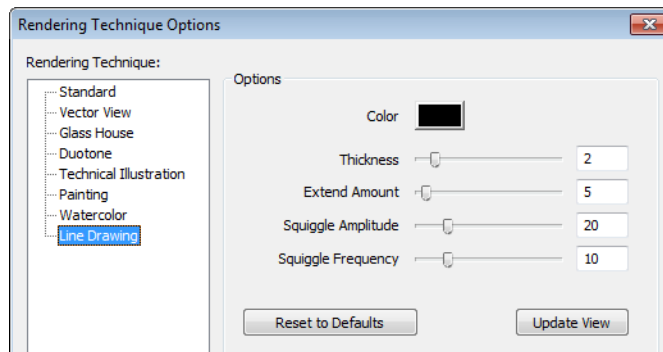 Rendering Technique Options
Rendering Technique:
Standard
Vector View
Glass House
Duotone
Technical Illustration
Painting
Watercolor
Line Drawing
Options
Color
Thickness 2
Extend Amount 5
Squiggle Amplitude 20
Squiggle Frequency 10
Reset to Defaults Update View